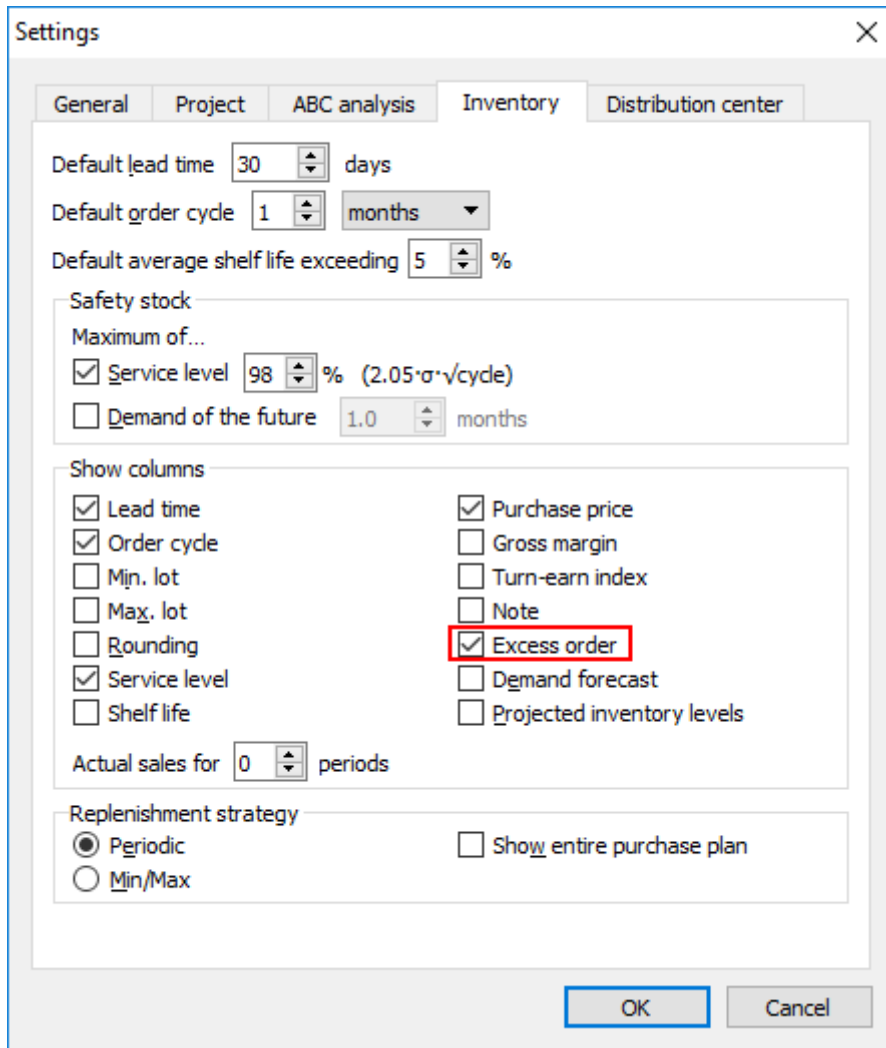 Settings
General Project ABC analysis Inventory Distribution center
Default lead time 30 days
Default order cycle 1 months
Default average shelf life exceeding 5 %
Safety stock
Maximum of...
Service level 98 % (2.05·σ·√cycle)
Demand of the future 1.0 months
Show columns
Lead time Purchase price
Order cycle Gross margin
Min. lot Turn-earn index
Max. lot Note
Rounding Excess order
Service level Demand forecast
Shelf life Projected inventory levels
Actual sales for 0 periods
Replenishment strategy
Periodic Show entire purchase plan
Min/Max
OK Cancel